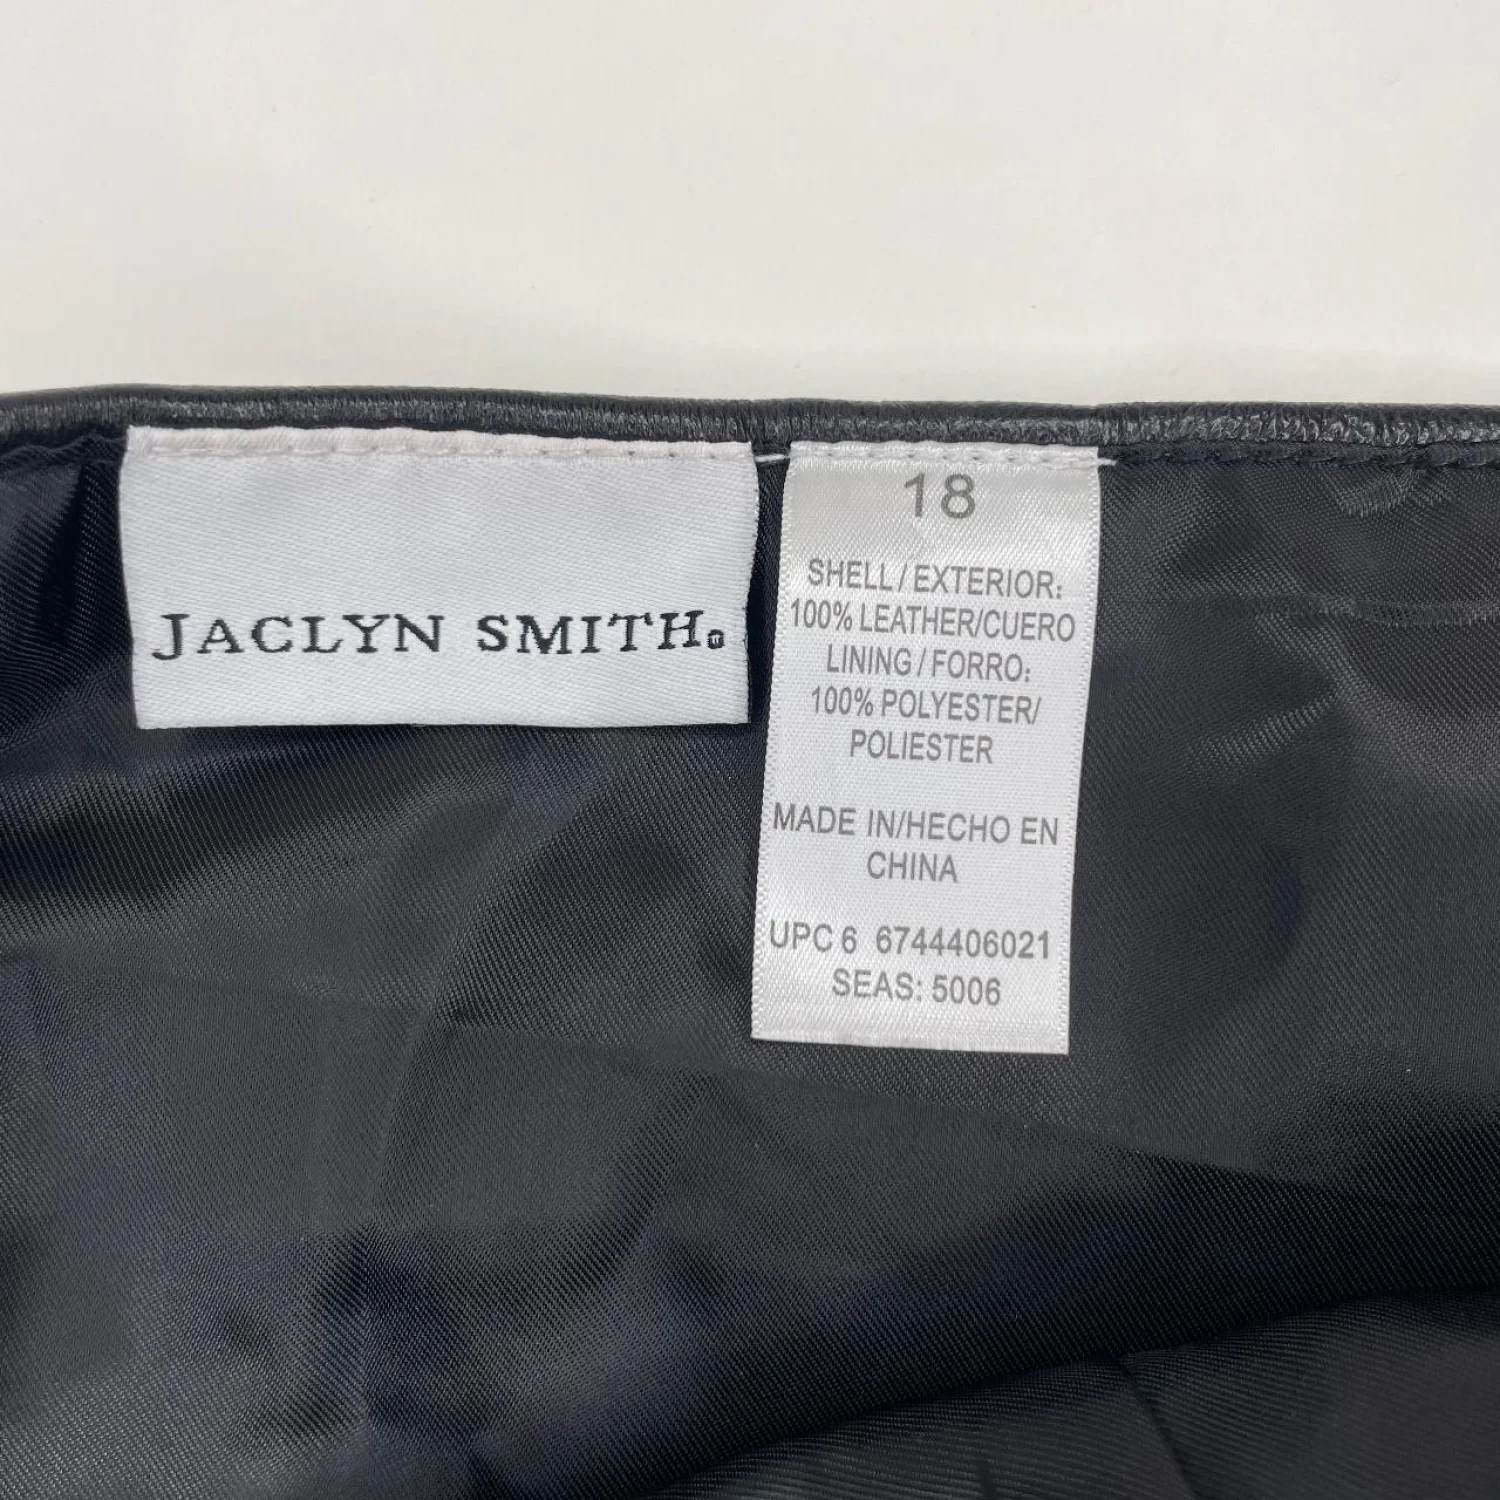 JACLYN SMITH
18
SHELL/EXTERIOR:
100% LEATHER/CUERO
LINING/FORRO:
100% POLYESTER/
POLIESTER
MADE IN/HECHO EN
CHINA
UPC 6 6744406021
SEAS: 5006